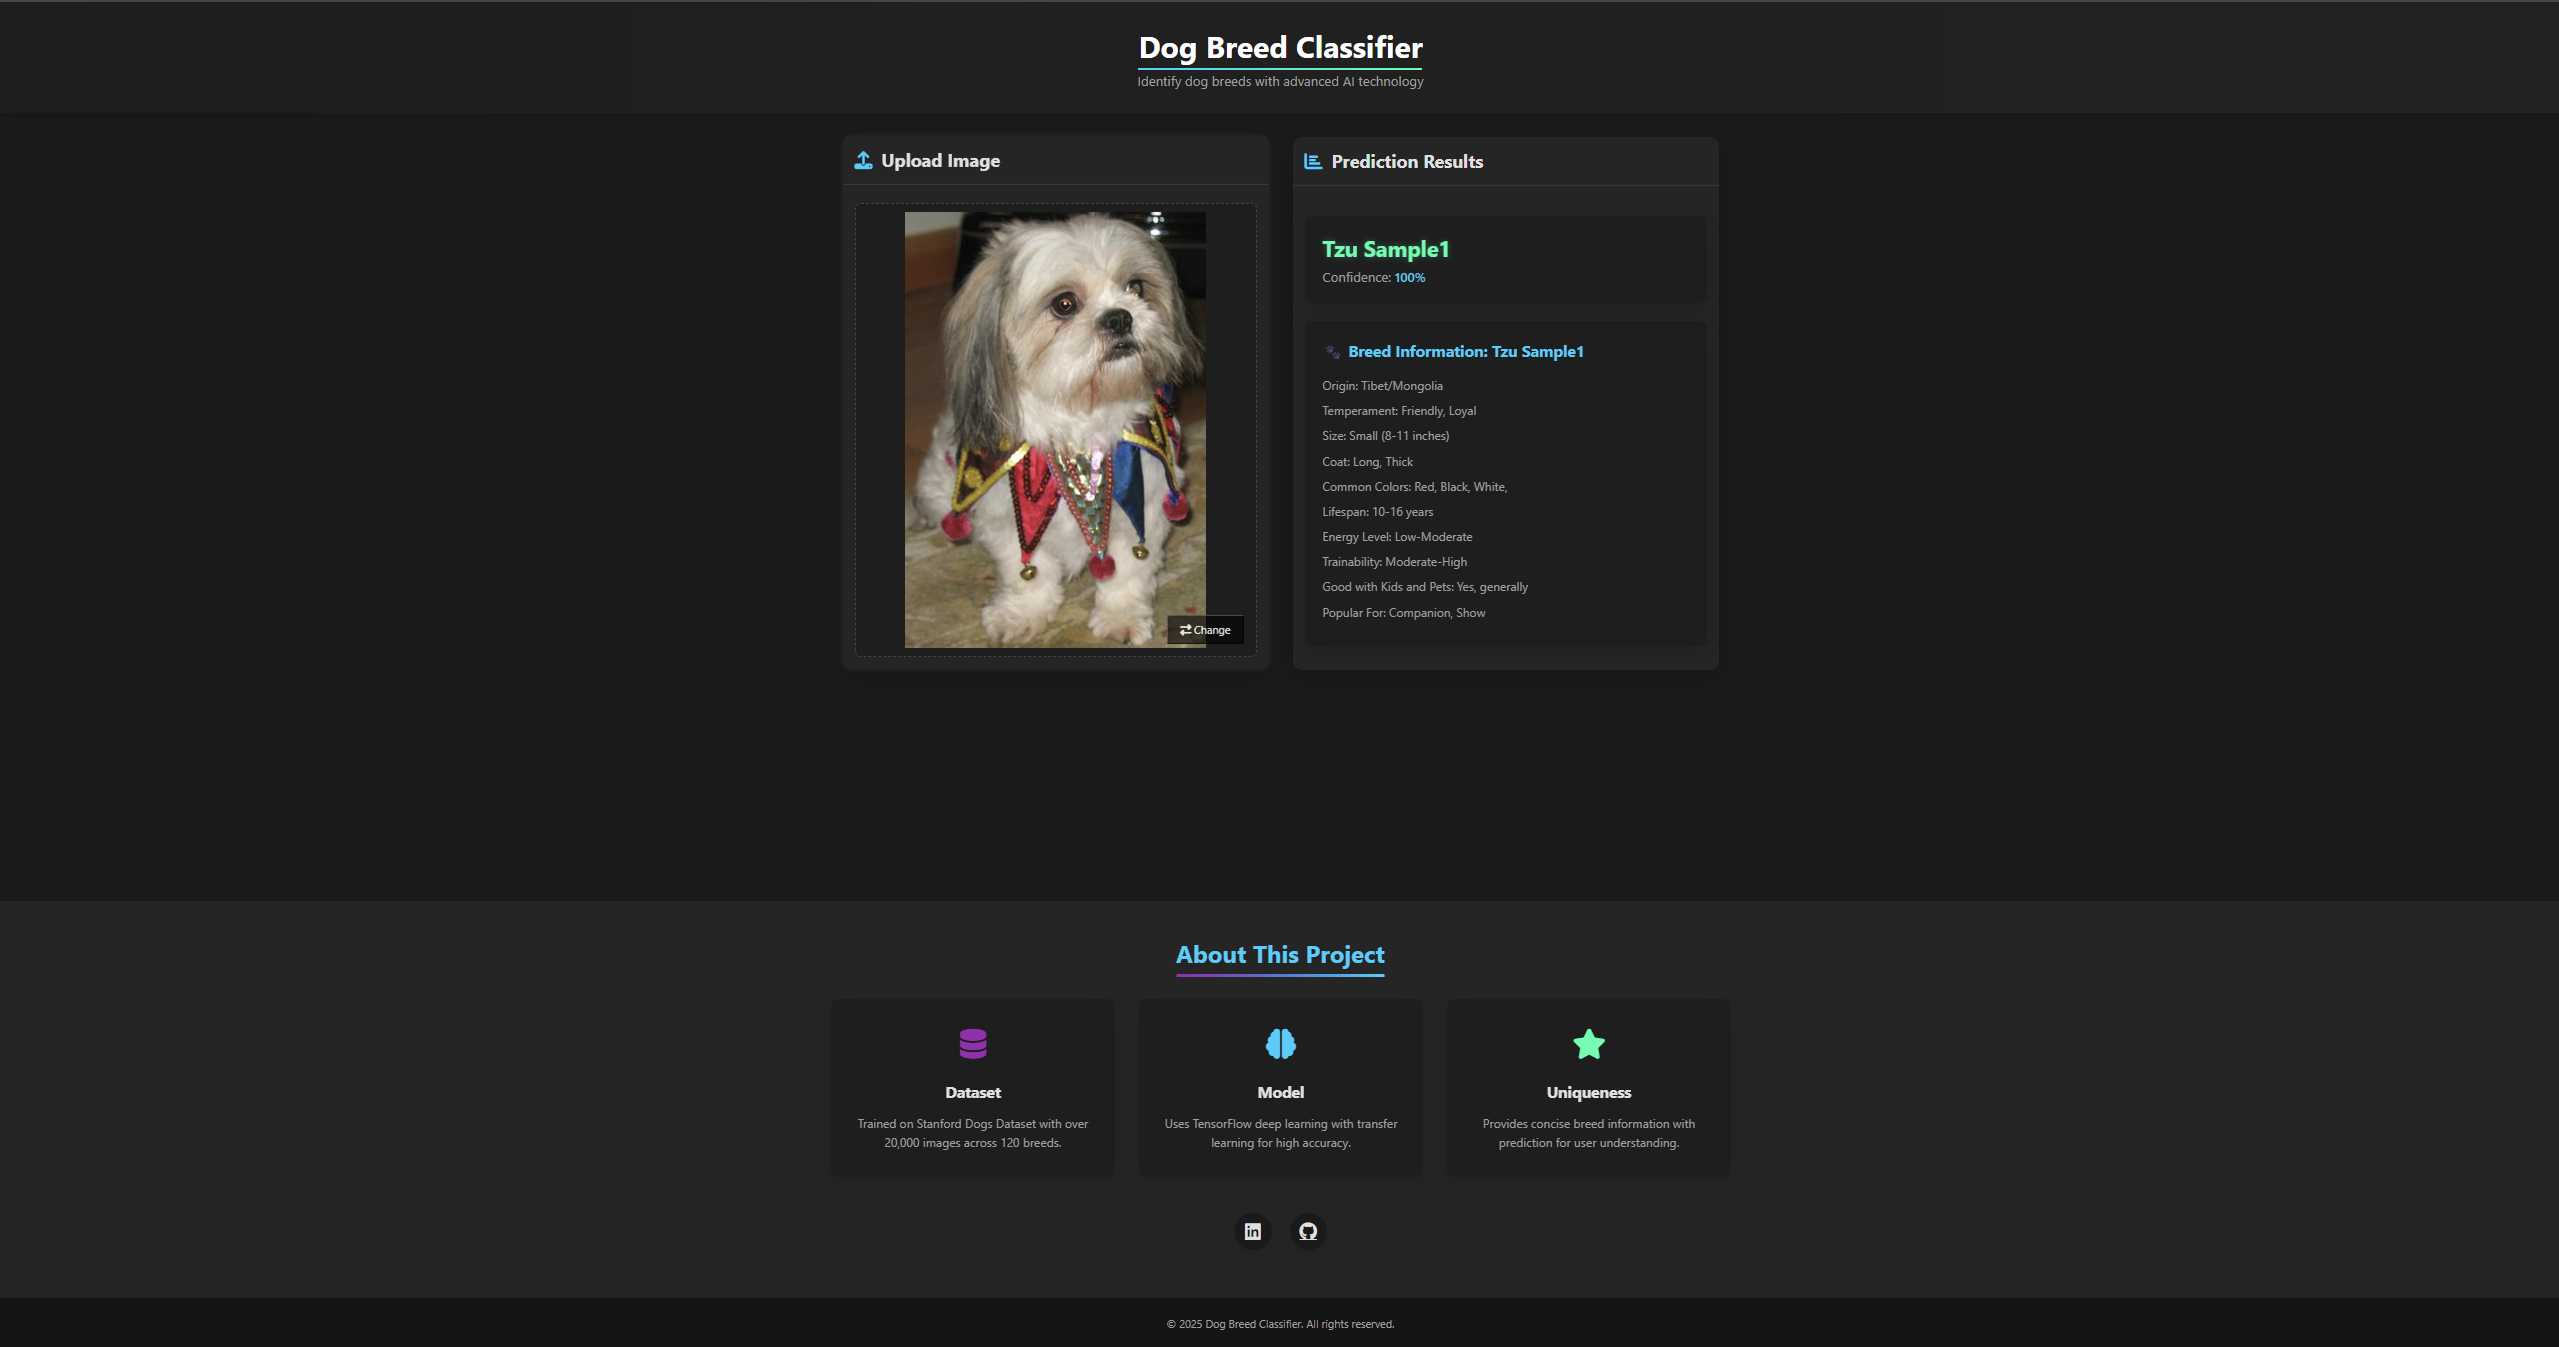 Dog Breed Classifier
Identify dog breeds with advanced AI technology
Upload Image
Change
Prediction Results
Tzu Sample1
Confidence: 100%
Breed Information: Tzu Sample1
Origin: Tibet/Mongolia
Temperament: Friendly, Loyal
Size: Small (8-11 inches)
Coat: Long, Thick
Common Colors: Red, Black, White,
Lifespan: 10-16 years
Energy Level: Low-Moderate
Trainability: Moderate-High
Good with Kids and Pets: Yes, generally
Popular For: Companion, Show
About This Project
Dataset
Trained on Stanford Dogs Dataset with over
20,000 images across 120 breeds.
Model
Uses TensorFlow deep learning with transfer
learning for high accuracy.
Uniqueness
Provides concise breed information with
prediction for user understanding.
in
© 2025 Dog Breed Classifier. All rights reserved.